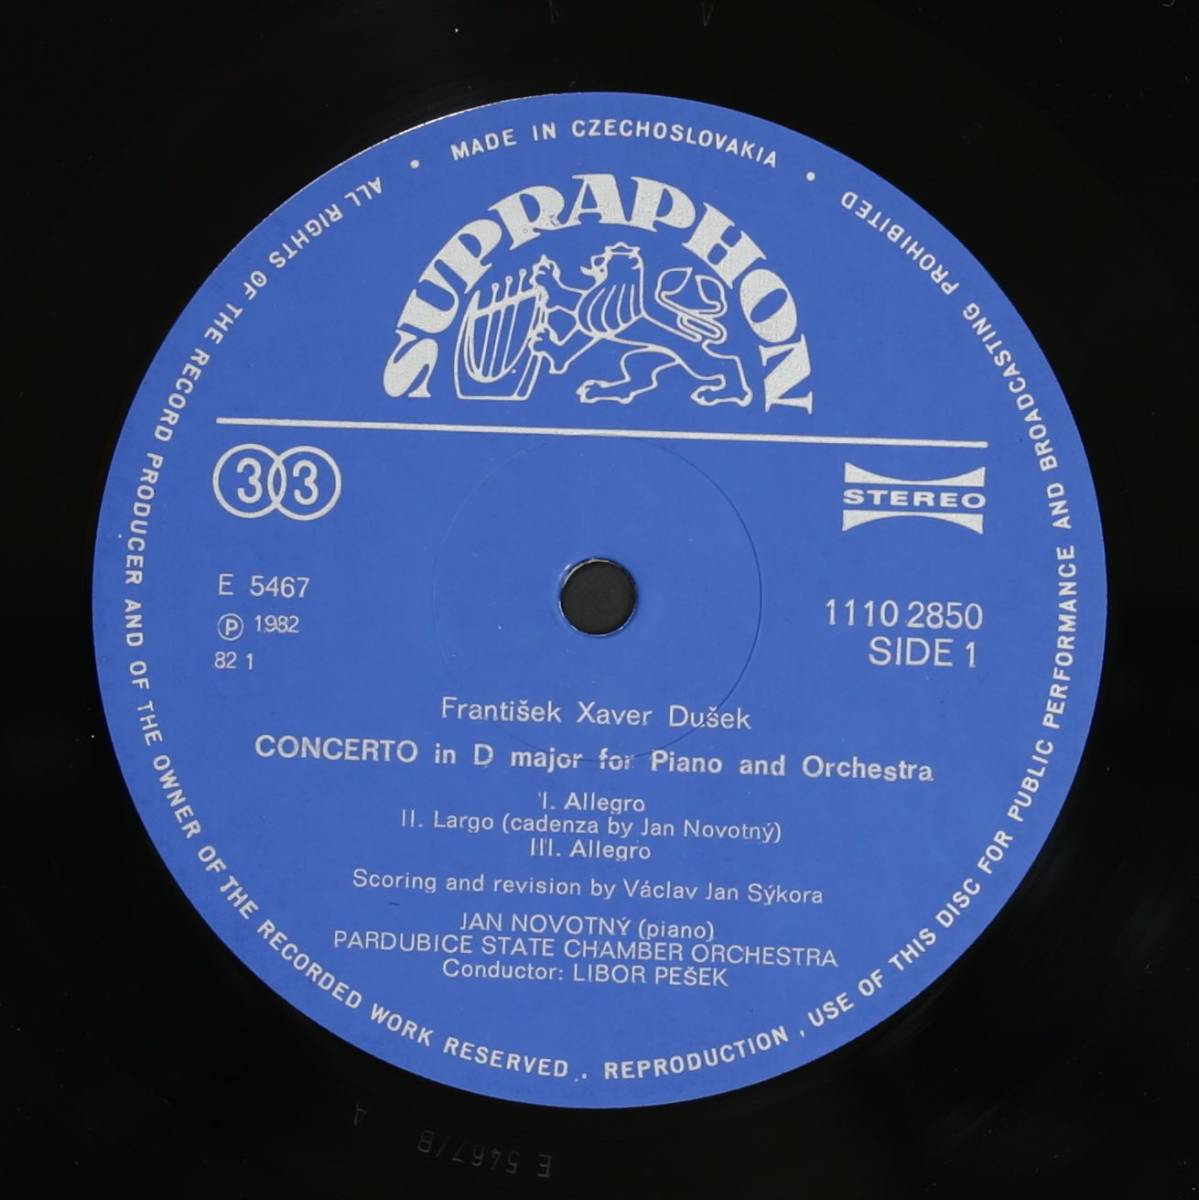 ALL RIGHTS OF THE RECORD PRODUCER AND OF THE OWNER OF THE RECORDED WORK RESERVED . REPRODUCTION , USE OF THIS DISC FOR PUBLIC PERFORMANCE AND BROADCASTING PROHIBITED
• MADE IN CZECHOSLOVAKIA •
SUPRAPHON
33
STEREO
E 5467
℗ 1982
82 1
1110 2850
SIDE 1
František Xaver Dušek
CONCERTO in D major for Piano and Orchestra
I. Allegro
II. Largo (cadenza by Jan Novotný)
III. Allegro
Scoring and revision by Václav Jan Sýkora
JAN NOVOTNÝ (piano)
PARDUBICE STATE CHAMBER ORCHESTRA
Conductor: LIBOR PEŠEK
E 5467/B A